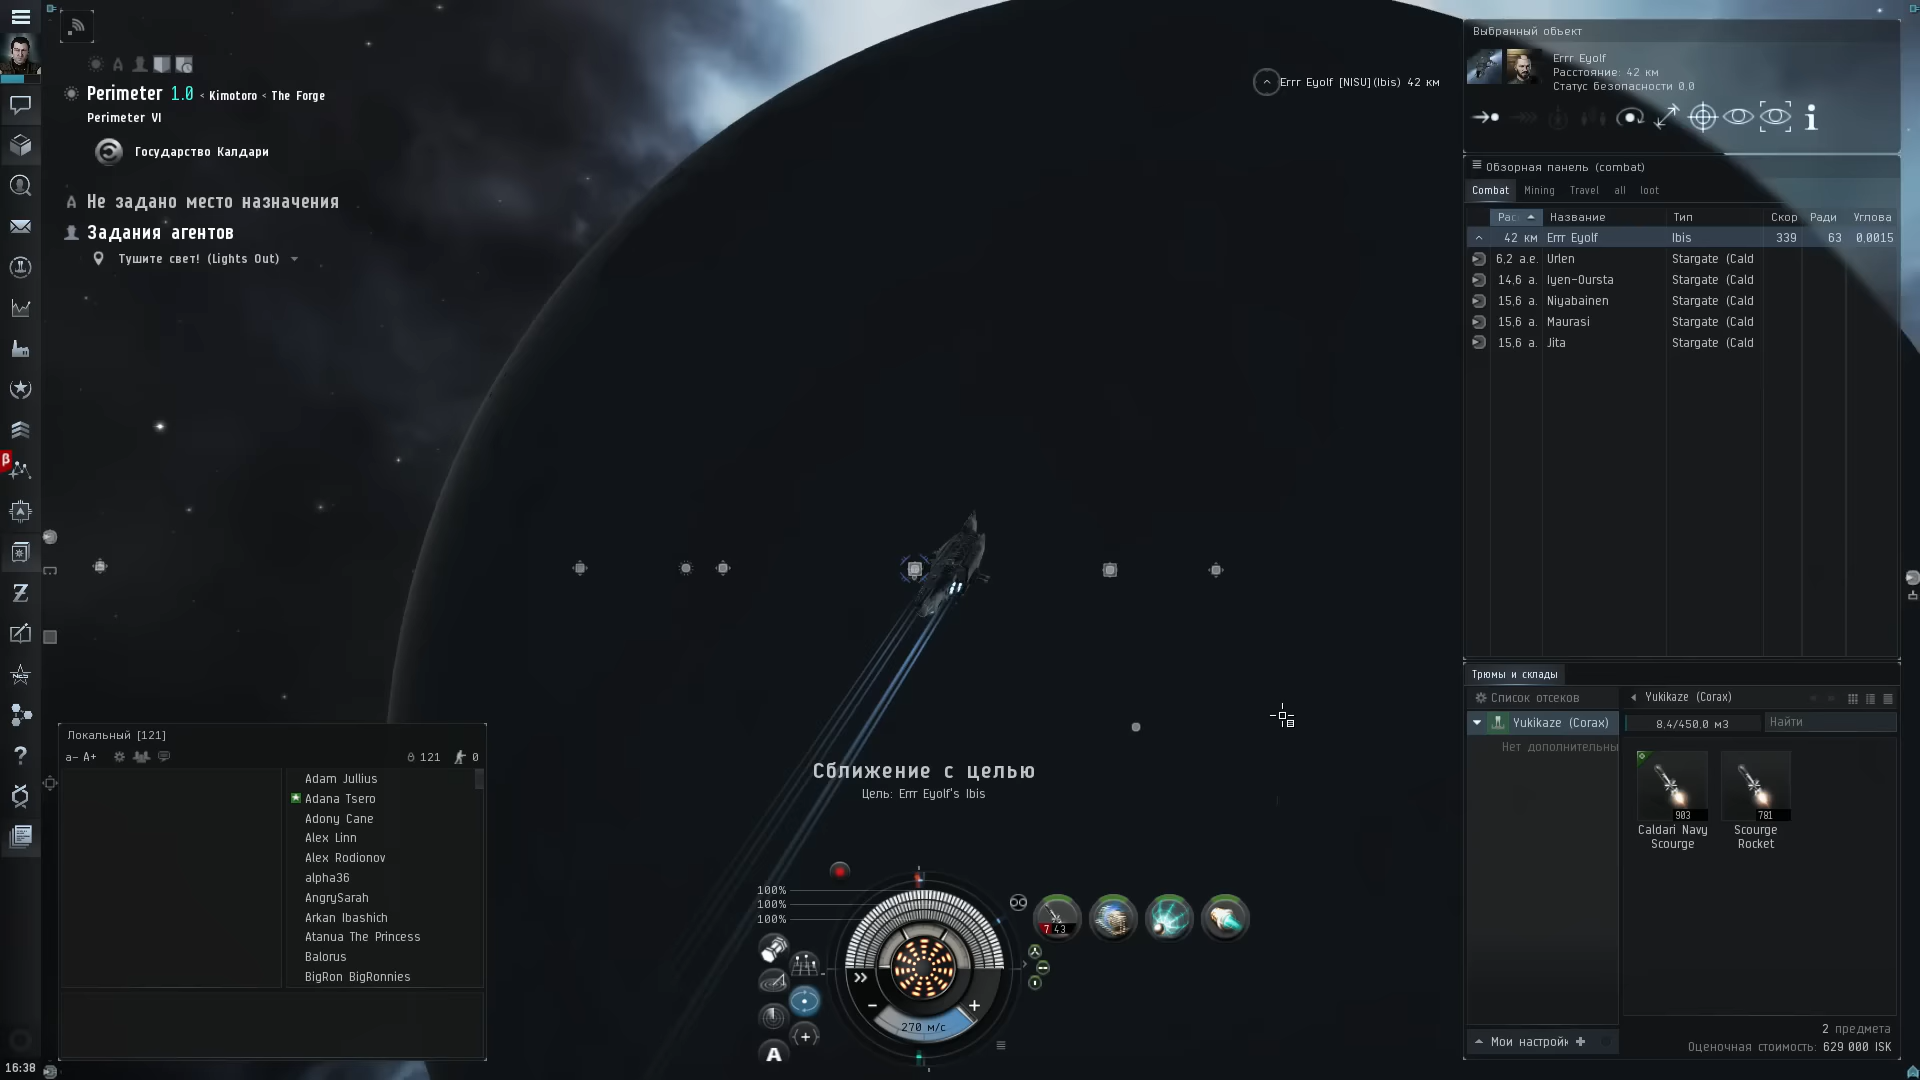 Perimeter 1.0 < Kimotoro < The Forge
Perimeter VI
Государство Калдари
Не задано место назначения
Задания агентов
Тушите свет! (Lights Out)
β
Errr Eyolf [NISU](Ibis) 42 км
Выбранный объект
Errr Eyolf
Расстояние: 42 км
Статус безопасности 0.0
Обзорная панель (combat)
Combat Mining Travel all loot
Рас Название Тип Скор Ради Углова
42 км Errr Eyolf Ibis 339 63 0,0015
6,2 а.е. Urlen Stargate (Cald
14,6 а. Iyen-Oursta Stargate (Cald
15,6 а. Niyabainen Stargate (Cald
15,6 а. Maurasi Stargate (Cald
15,6 а. Jita Stargate (Cald
Трюмы и склады
Список отсеков
Yukikaze (Corax)
Нет дополнительны
Yukikaze (Corax)
8,4/450,0 м3
Найти
903
Caldari Navy
Scourge
781
Scourge
Rocket
2 предмета
Мои настройк
Оценочная стоимость: 629 000 ISK
Сближение с целью
Цель: Errr Eyolf's Ibis
100%
100%
100%
7 43
270 м/с
A
Локальный [121]
a- A+
121
0
Adam Jullius
Adana Tsero
Adony Cane
Alex Linn
Alex Rodionov
alpha36
AngrySarah
Arkan Ibashich
Atanua The Princess
Balorus
BigRon BigRonnies
16:38